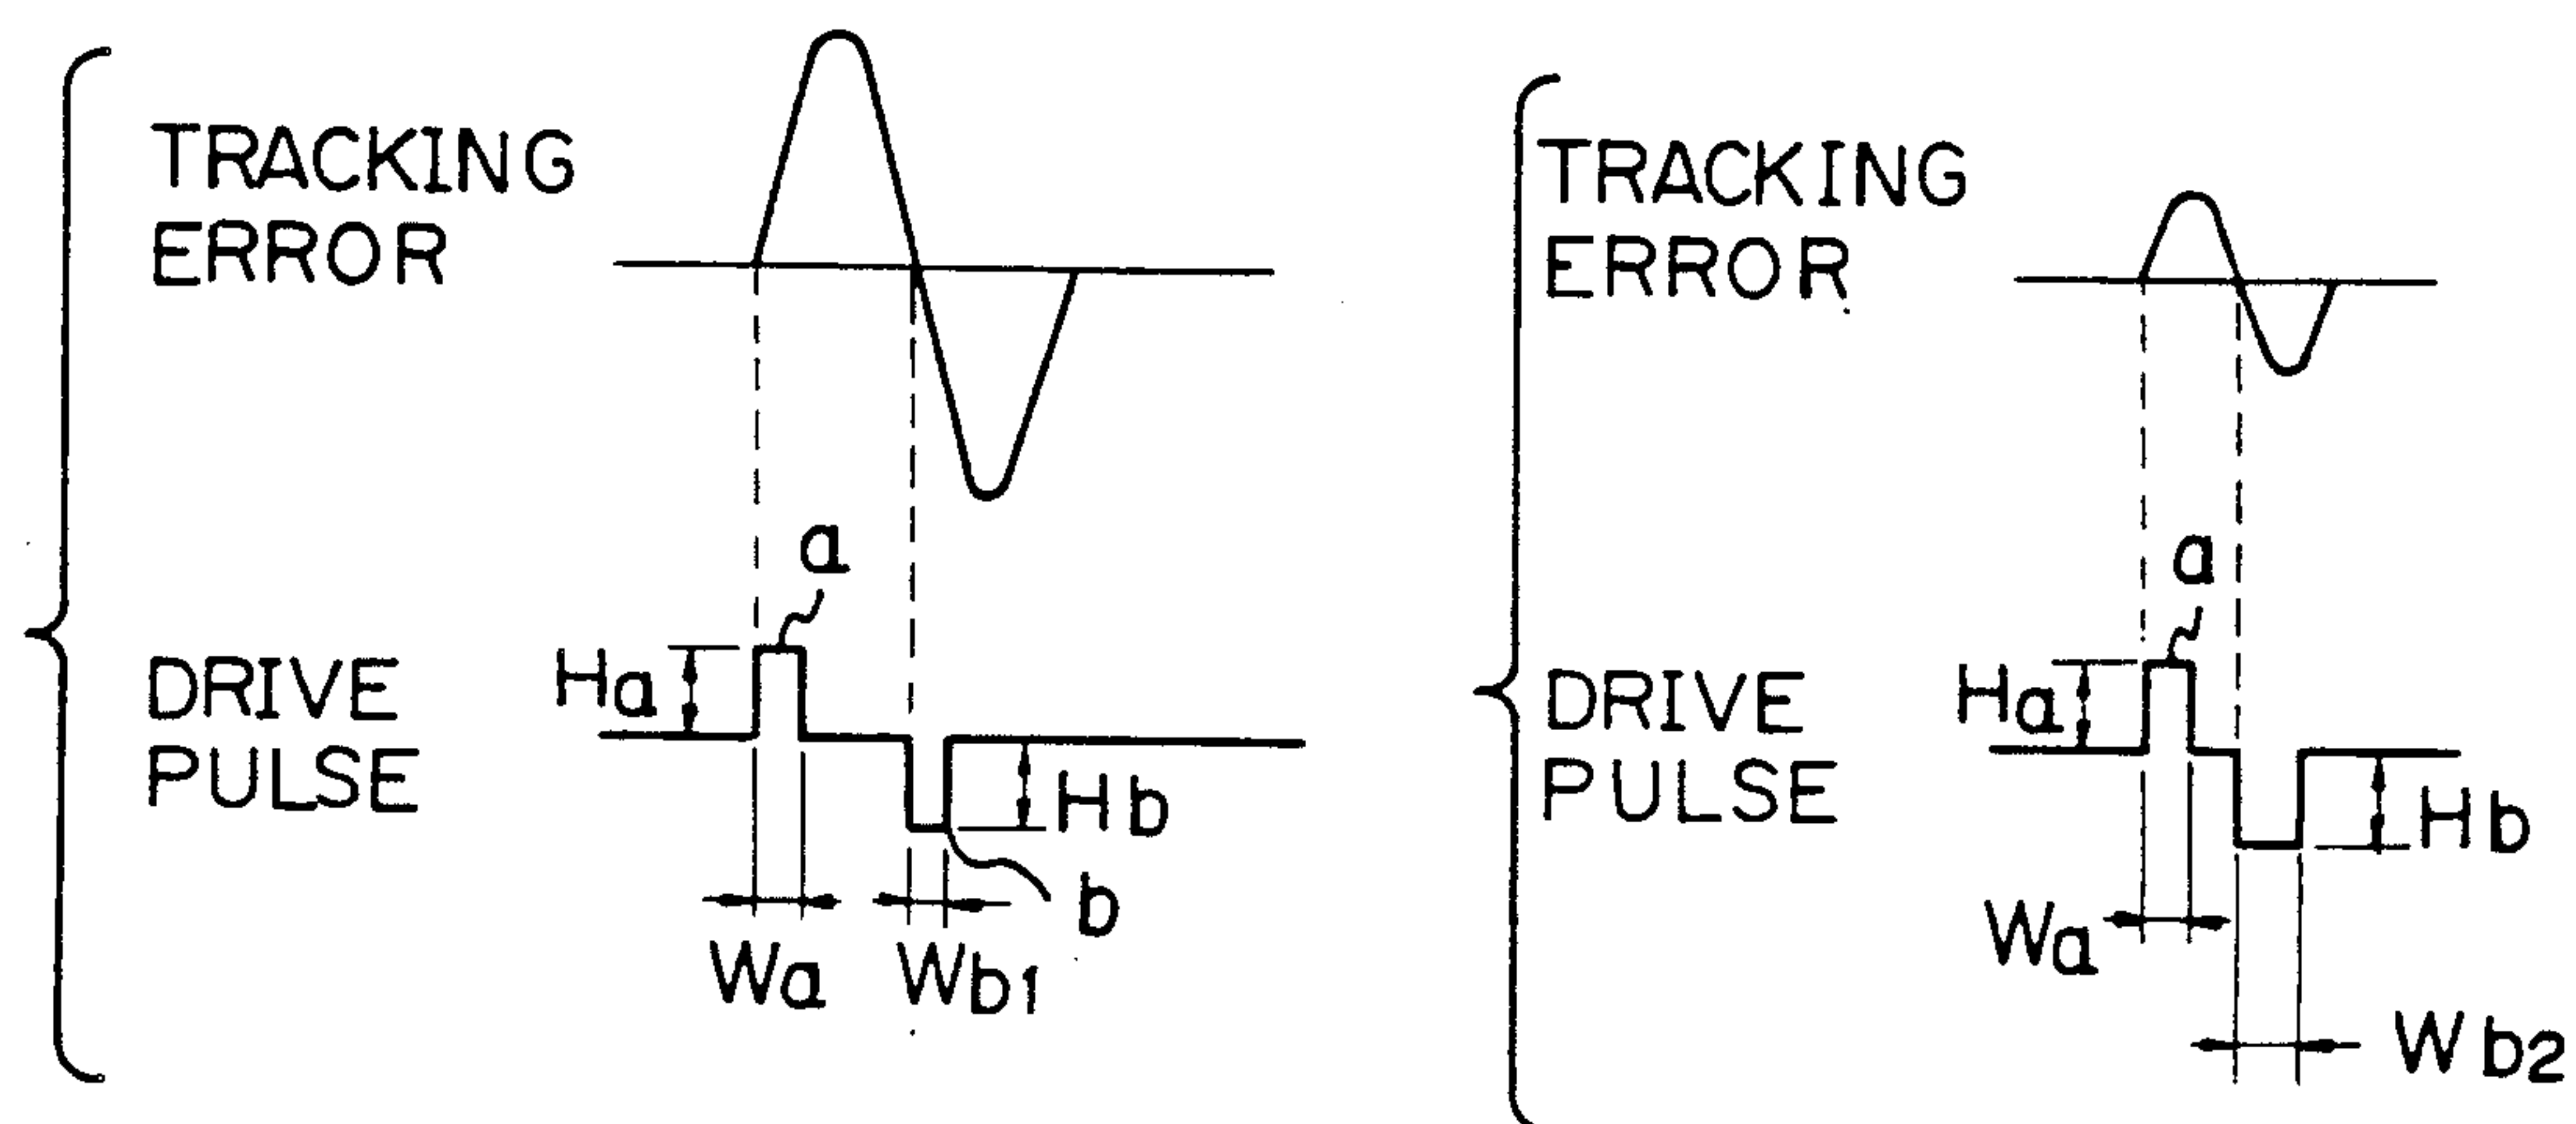 TRACKING
ERROR
a
DRIVE
PULSE
Ha
Hb
b
Wa
Wb1
TRACKING
ERROR
a
DRIVE
PULSE
Ha
Hb
Wa
Wb2